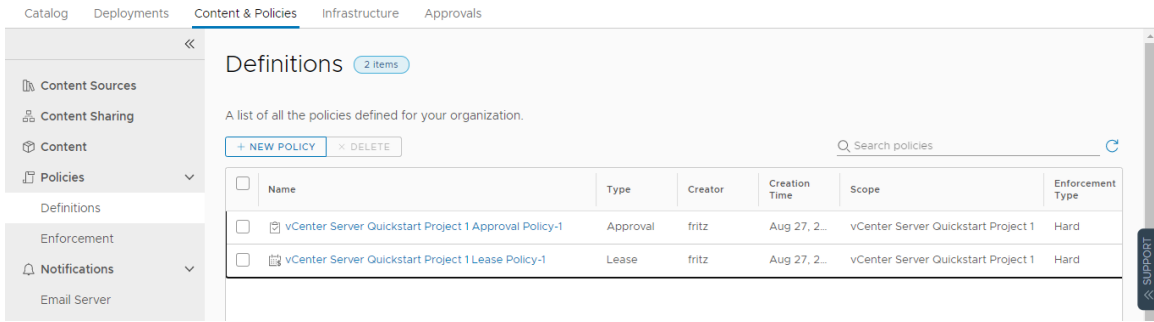 Catalog Deployments Content & Policies Infrastructure Approvals
Content Sources
Content Sharing
Content
Policies
Definitions
Enforcement
Notifications
Email Server
Definitions 2 items
A list of all the policies defined for your organization.
+ NEW POLICY × DELETE Search policies
Name Type Creator Creation Time Scope Enforcement Type
vCenter Server Quickstart Project 1 Approval Policy-1 Approval fritz Aug 27, 2... vCenter Server Quickstart Project 1 Hard
vCenter Server Quickstart Project 1 Lease Policy-1 Lease fritz Aug 27, 2... vCenter Server Quickstart Project 1 Hard
SUPPORT